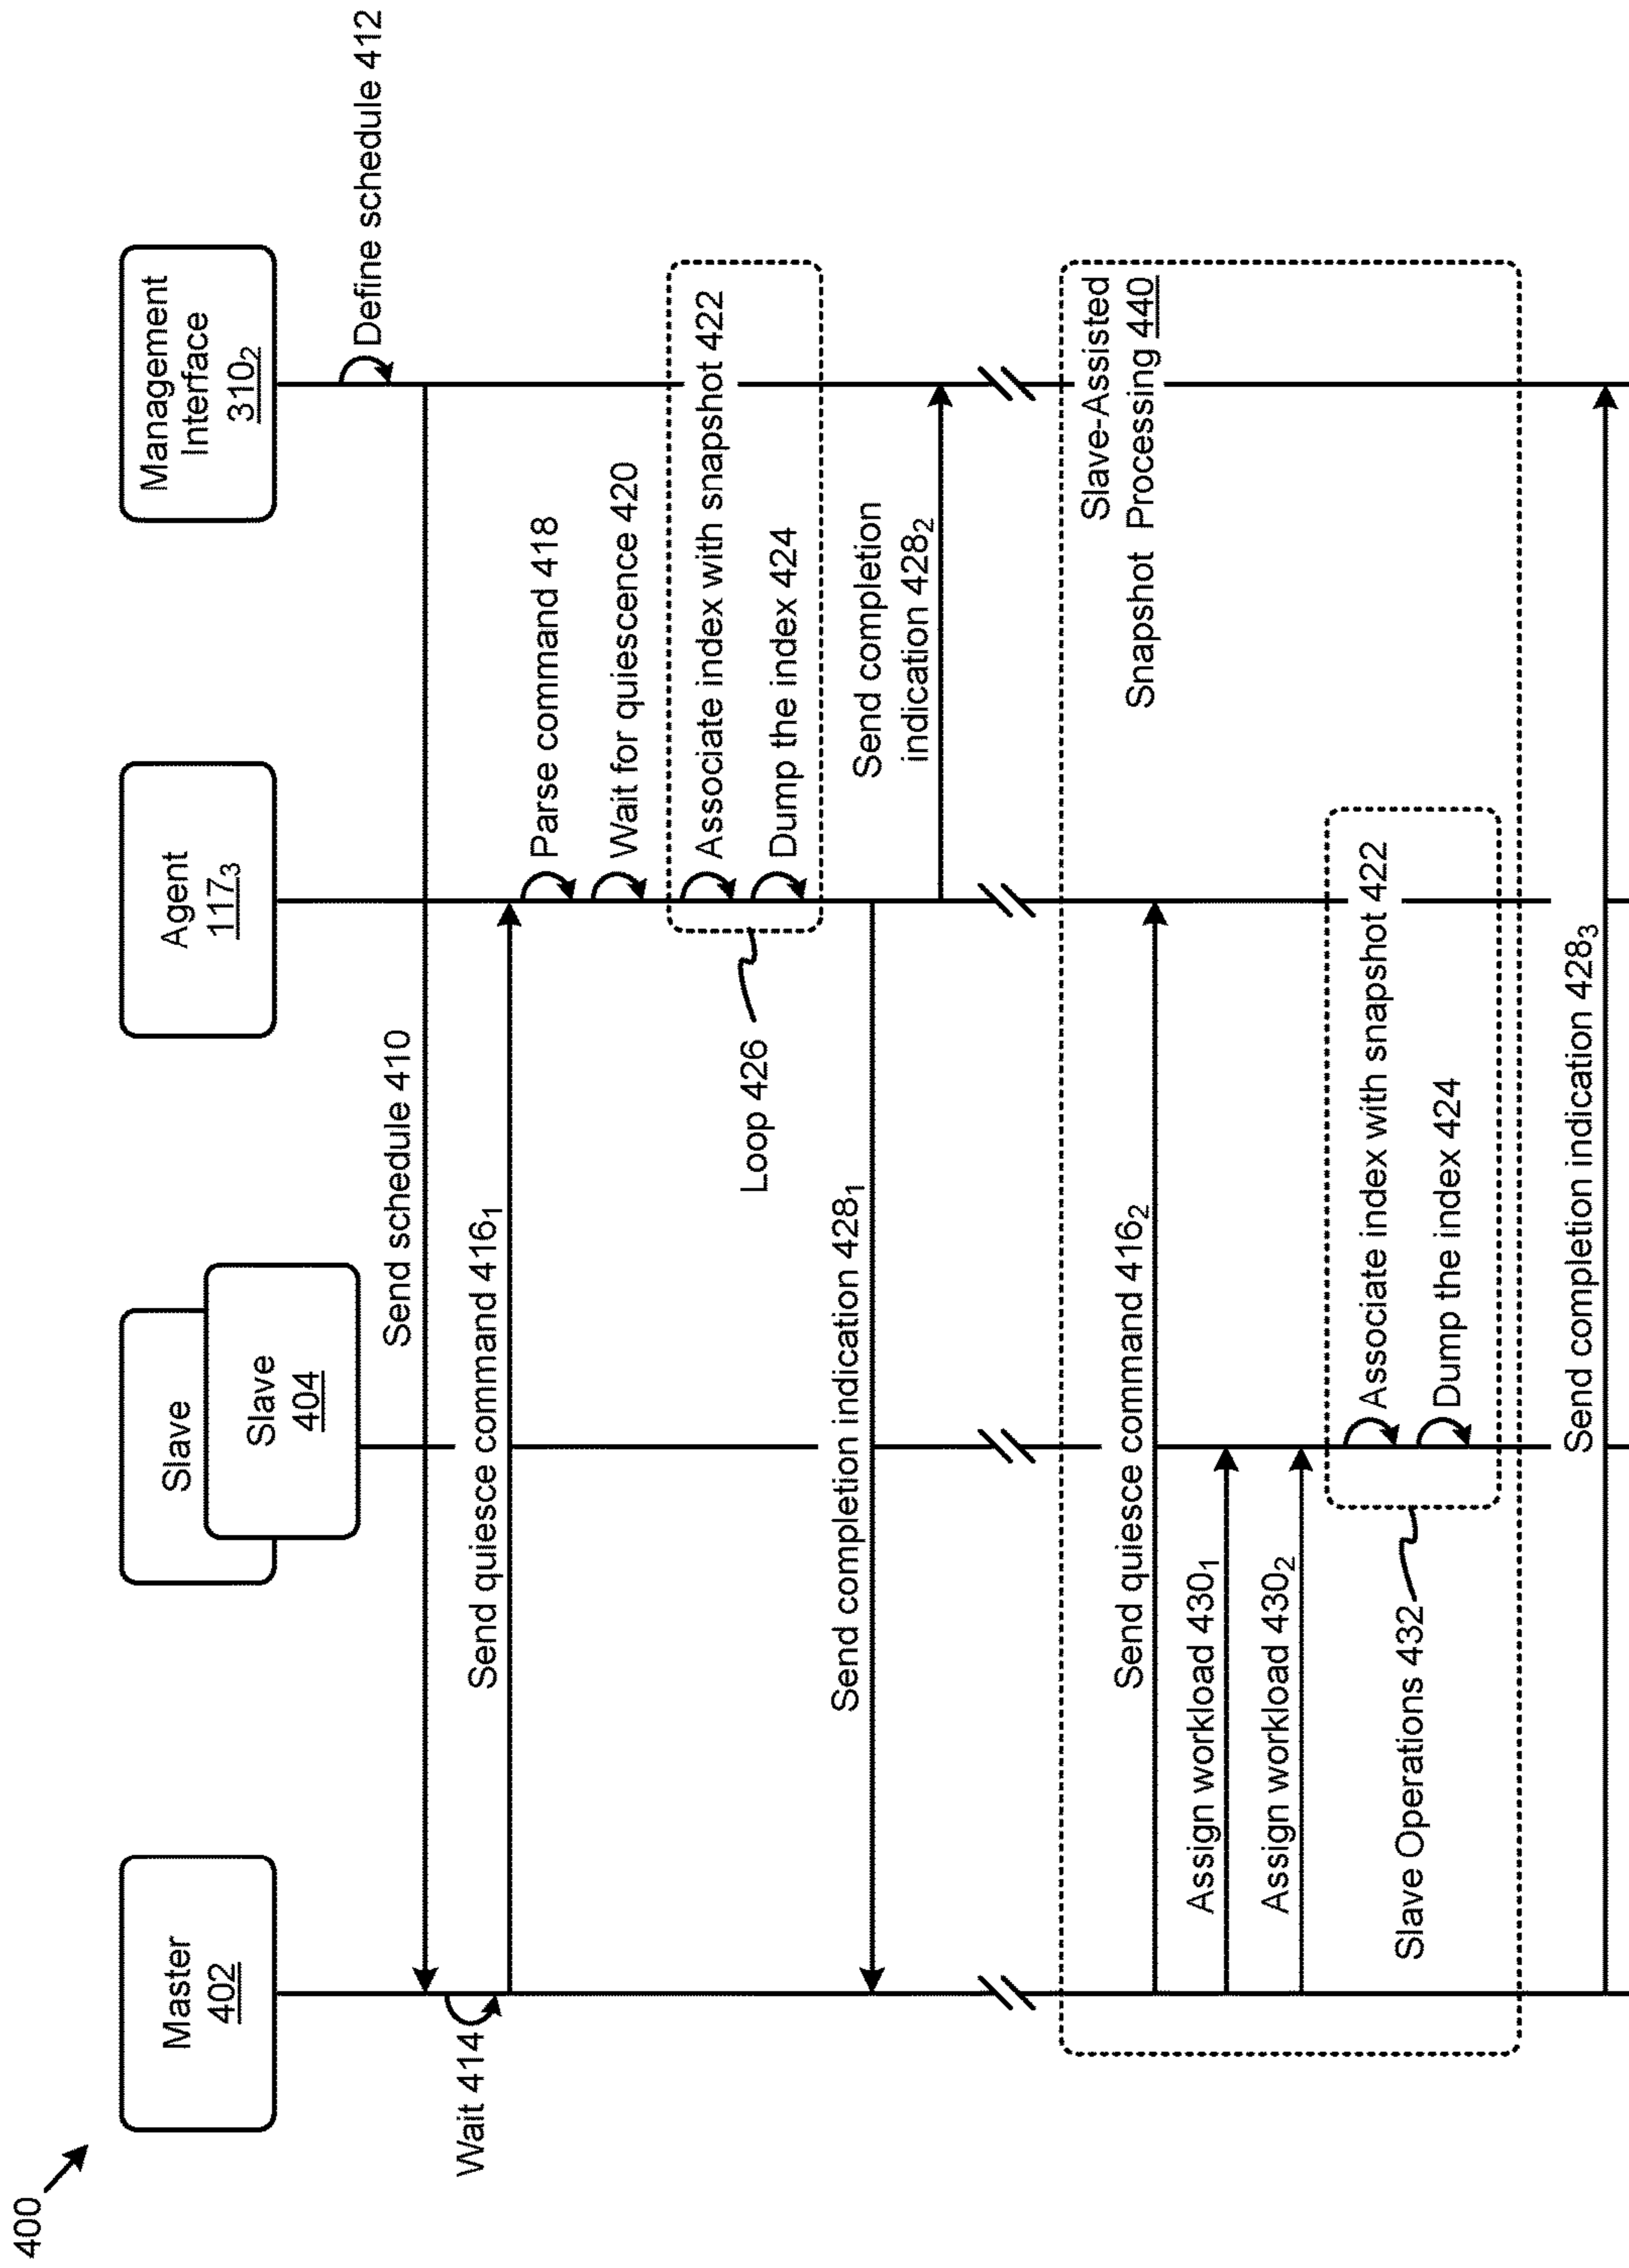 400
Master
402
Slave
Slave
404
Agent
117₃
Management
Interface
310₂
Define schedule 412
Send schedule 410
Wait 414
Send quiesce command 416₁
Parse command 418
Wait for quiescence 420
Associate index with snapshot 422
Dump the index 424
Loop 426
Send completion indication 428₁
Send completion
indication 428₂
Slave-Assisted
Snapshot Processing 440
Send quiesce command 416₂
Assign workload 430₁
Assign workload 430₂
Associate index with snapshot 422
Dump the index 424
Slave Operations 432
Send completion indication 428₃